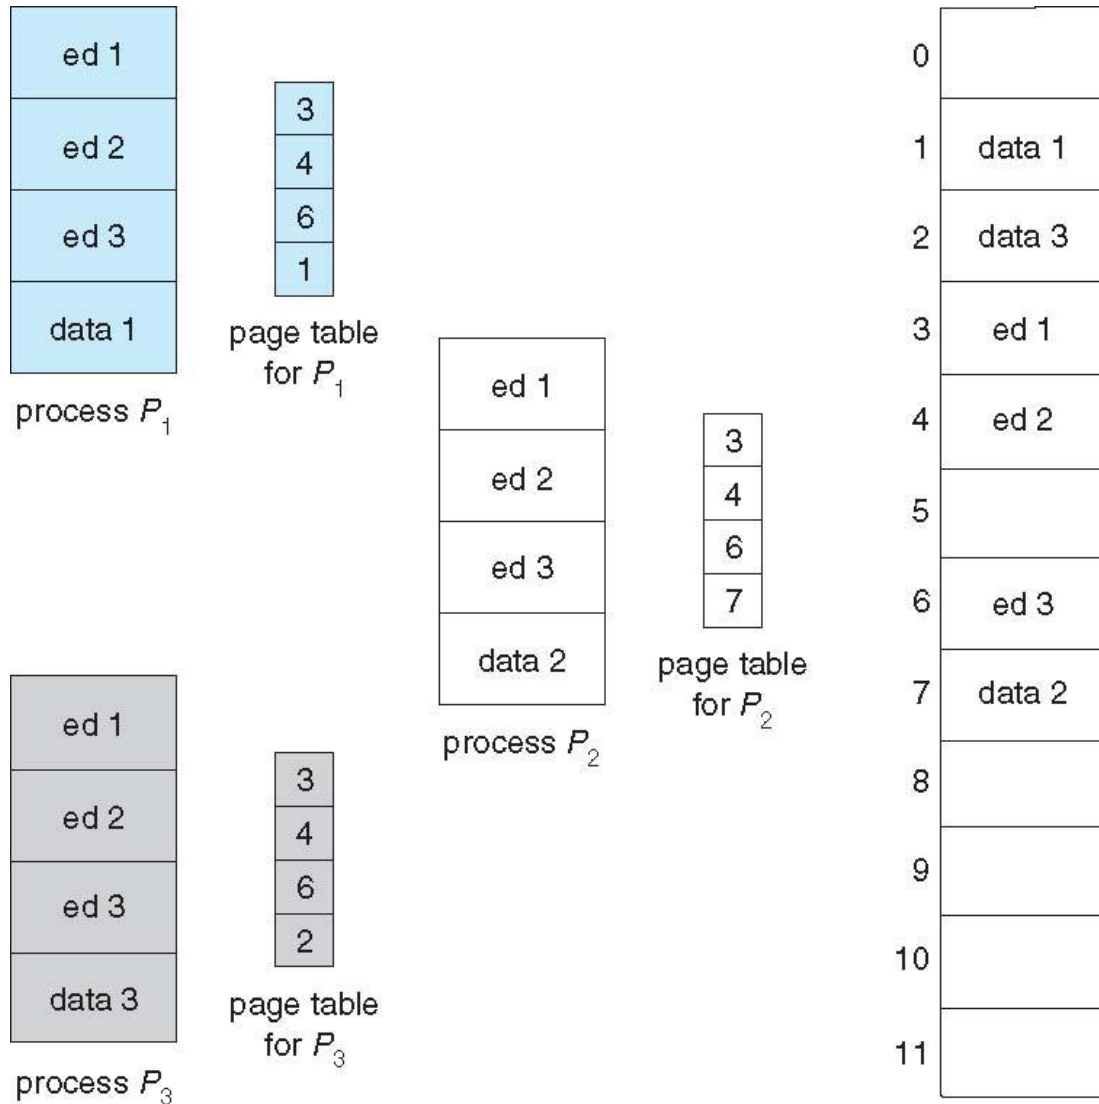 ed 1
ed 2
ed 3
data 1
process P1
3
4
6
1
page table
for P1
ed 1
ed 2
ed 3
data 2
process P2
3
4
6
7
page table
for P2
ed 1
ed 2
ed 3
data 3
process P3
3
4
6
2
page table
for P3
0
1 data 1
2 data 3
3 ed 1
4 ed 2
5
6 ed 3
7 data 2
8
9
10
11